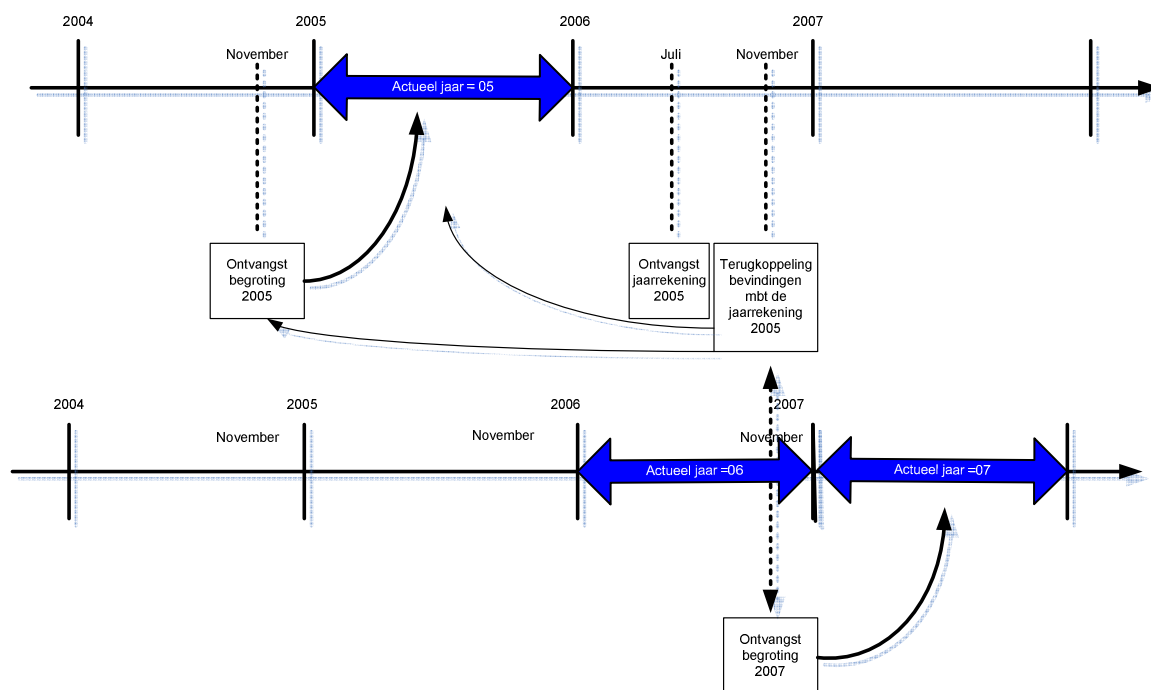 2004
2005
2006
2007
November
Juli
November
Actueel jaar = 05
Ontvangst
begroting
2005
Ontvangst
jaarrekening
2005
Terugkoppeling
bevindingen
mbt de
jaarrekening
2005
2004
2005
2006
2007
November
November
November
Actueel jaar =06
Actueel jaar =07
Ontvangst
begroting
2007